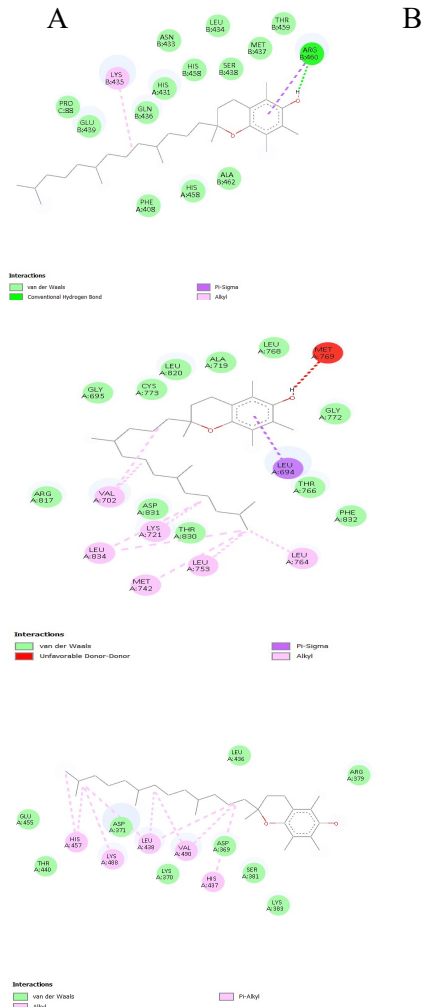 A
B
LEU
B:434
THR
B:459
ASN
B:433
MET
B:437
ARG
B:460
HIS
B:458
SER
B:438
LYS
B:435
HIS
B:431
H
PRO
C:88
GLN
B:436
GLU
B:439
O
ALA
B:462
HIS
A:458
PHE
A:408
Interactions
van der Waals
Conventional Hydrogen Bond
Pi-Sigma
Alkyl
LEU
A:768
MET
A:769
ALA
A:719
LEU
A:820
CYS
A:773
GLY
A:695
H
O
GLY
A:772
O
LEU
A:694
THR
A:766
ARG
A:817
VAL
A:702
ASP
A:831
PHE
A:832
LYS
A:721
THR
A:830
LEU
A:834
LEU
A:764
LEU
A:753
MET
A:742
Interactions
van der Waals
Unfavorable Donor-Donor
Pi-Sigma
Alkyl
LEU
A:436
ARG
A:379
GLU
A:455
ASP
A:371
O
O
HIS
A:457
LEU
A:438
VAL
A:490
ASP
A:369
THR
A:440
LYS
A:488
LYS
A:370
HIS
A:437
SER
A:381
LYS
A:383
Interactions
van der Waals
Alkyl
Pi-Alkyl